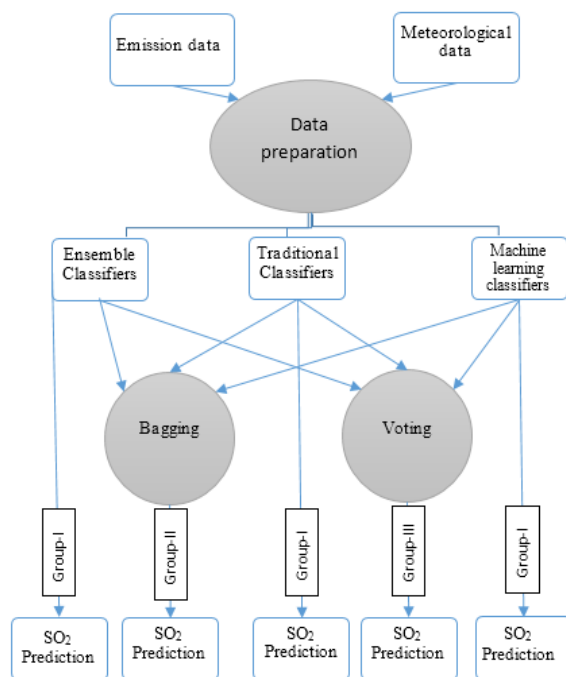 Emission data
Meteorological
data
Data
preparation
Ensemble
Classifiers
Traditional
Classifiers
Machine
learning
classifiers
Bagging
Voting
Group-I
Group-II
Group-I
Group-III
Group-I
SO₂
Prediction
SO₂
Prediction
SO₂
Prediction
SO₂
Prediction
SO₂
Prediction